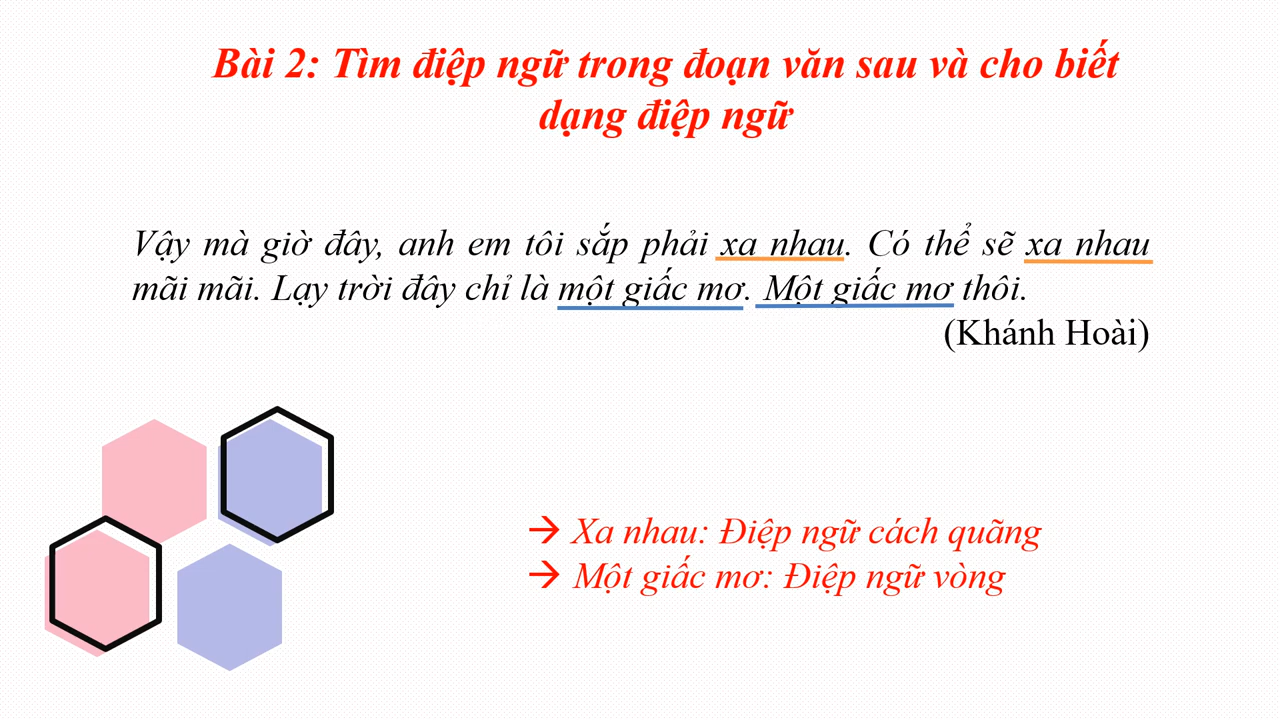 Bài 2: Tìm điệp ngữ trong đoạn văn sau và cho biết
dạng điệp ngữ
Vậy mà giờ đây, anh em tôi sắp phải xa nhau. Có thể sẽ xa nhau
mãi mãi. Lạy trời đây chỉ là một giấc mơ. Một giấc mơ thôi.
(Khánh Hoài)
→ Xa nhau: Điệp ngữ cách quãng
→ Một giấc mơ: Điệp ngữ vòng